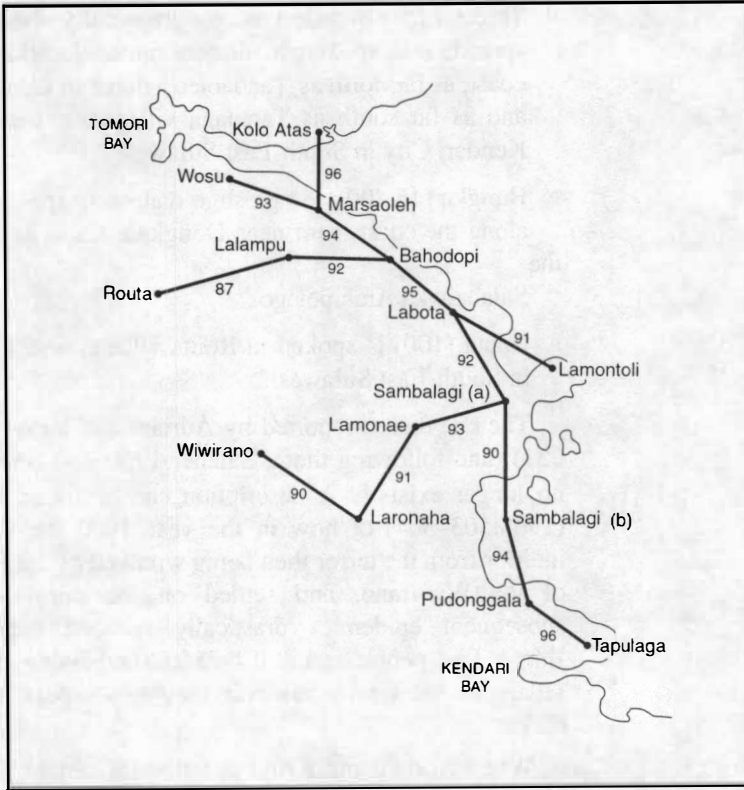 TOMORI
BAY
Kolo Atas
96
Wosu
93
Marsaoleh
94
Lalampu
92
Bahodopi
Routa
87
95
Labota
91
92
Lamontoli
Sambalagi (a)
Lamonae
93
Wiwirano
91
90
90
Laronaha
Sambalagi (b)
94
Pudonggala
96
Tapulaga
KENDARI
BAY